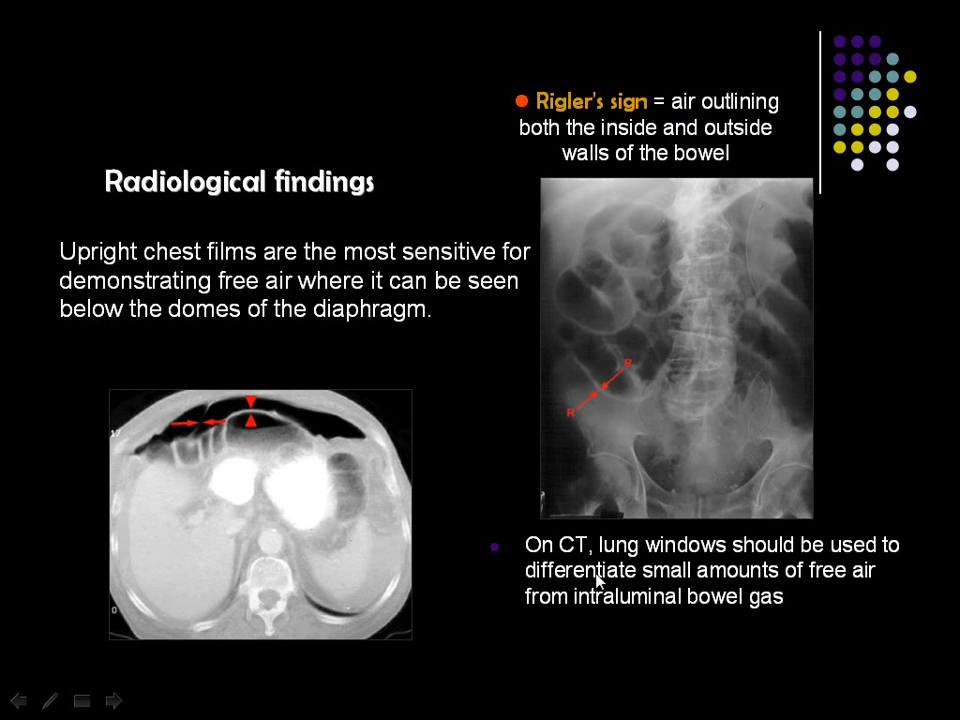 Radiological findings
Upright chest films are the most sensitive for
demonstrating free air where it can be seen
below the domes of the diaphragm.
17
0
Rigler's sign = air outlining
both the inside and outside
walls of the bowel
R
R
On CT, lung windows should be used to
differentiate small amounts of free air
from intraluminal bowel gas